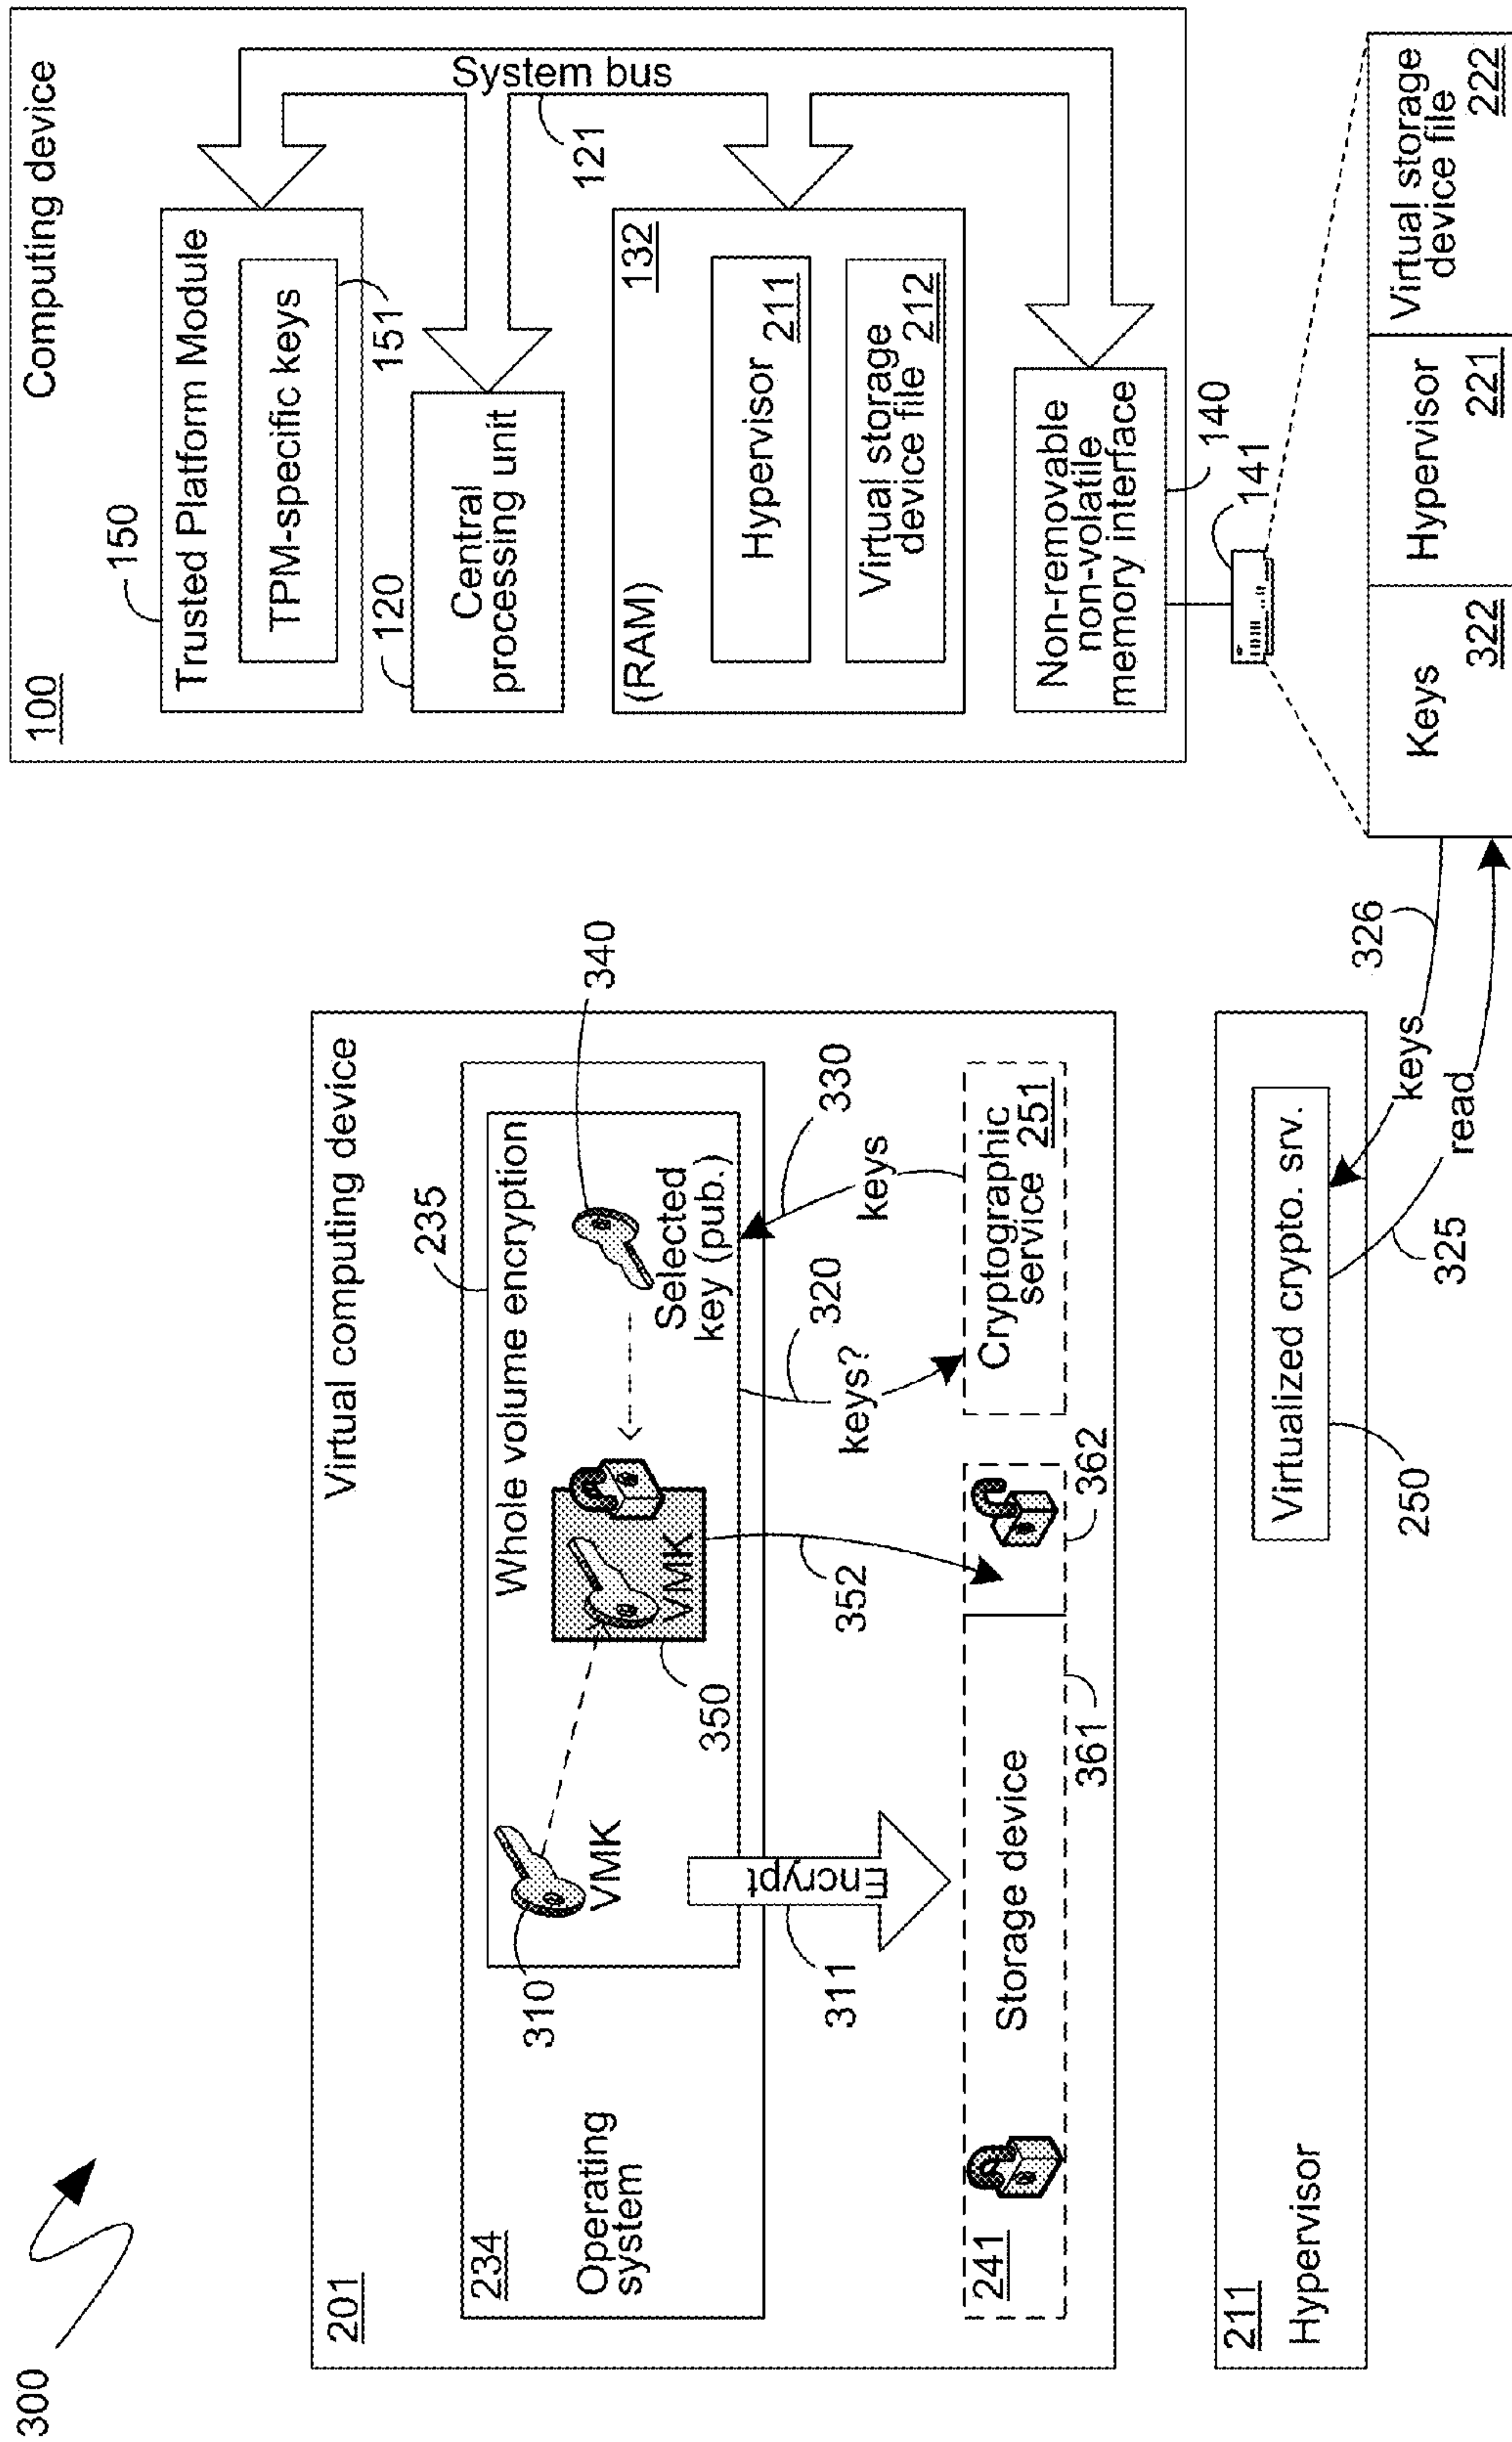 300
201
Virtual computing device
234
Operating
system
235
Whole volume encryption
310
VMK
VMK
350
340
Selected
key (pub.)
Encrypt
311
352
320
keys?
330
keys
241
Storage device
361
362
Cryptographic
service 251
211
Hypervisor
Virtualized crypto. srv.
250
325
read
326
keys
100
Computing device
150
Trusted Platform Module
TPM-specific keys
151
120
Central
processing unit
System bus
121
(RAM)
132
Hypervisor
211
Virtual storage
device file 212
Non-removable
non-volatile
memory interface
140
141
Keys
322
Hypervisor
221
Virtual storage
device file
222